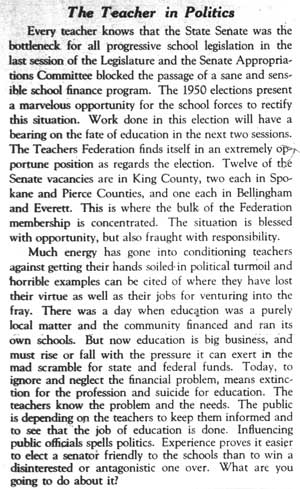 The Teacher in Politics
Every teacher knows that the State Senate was the
bottleneck for all progressive school legislation in the
last session of the Legislature and the Senate Appropria-
tions Committee blocked the passage of a sane and sens-
ible school finance program. The 1950 elections present
a marvelous opportunity for the school forces to rectify
this situation. Work done in this election will have a
bearing on the fate of education in the next two sessions.
The Teachers Federation finds itself in an extremely op-
portune position as regards the election. Twelve of the
Senate vacancies are in King County, two each in Spo-
kane and Pierce Counties, and one each in Bellingham
and Everett. This is where the bulk of the Federation
membership is concentrated. The situation is blessed
with opportunity, but also fraught with responsibility.
Much energy has gone into conditioning teachers
against getting their hands soiled in political turmoil and
horrible examples can be cited of where they have lost
their virtue as well as their jobs for venturing into the
fray. There was a day when education was a purely
local matter and the community financed and ran its
own schools. But now education is big business, and
must rise or fall with the pressure it can exert in the
mad scramble for state and federal funds. Today, to
ignore and neglect the financial problem, means extinc-
tion for the profession and suicide for education. The
teachers know the problem and the needs. The public
is depending on the teachers to keep them informed and
to see that the job of education is done. Influencing
public officials spells politics. Experience proves it easier
to elect a senator friendly to the schools than to win a
disinterested or antagonistic one over. What are you
going to do about it?